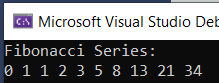 Microsoft Visual Studio Deb
Fibonacci Series:
0 1 1 2 3 5 8 13 21 34